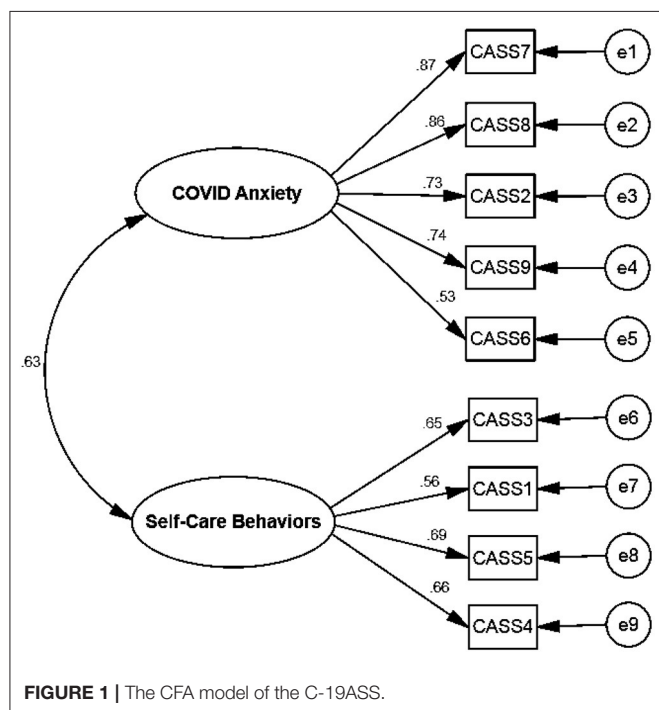 CASS7
e1
.87
CASS8
e2
.86
COVID Anxiety
.73
CASS2
e3
.74
CASS9
e4
.53
CASS6
e5
.63
.65
CASS3
e6
.56
CASS1
e7
Self-Care Behaviors
.69
CASS5
e8
.66
CASS4
e9
FIGURE 1 | The CFA model of the C-19ASS.